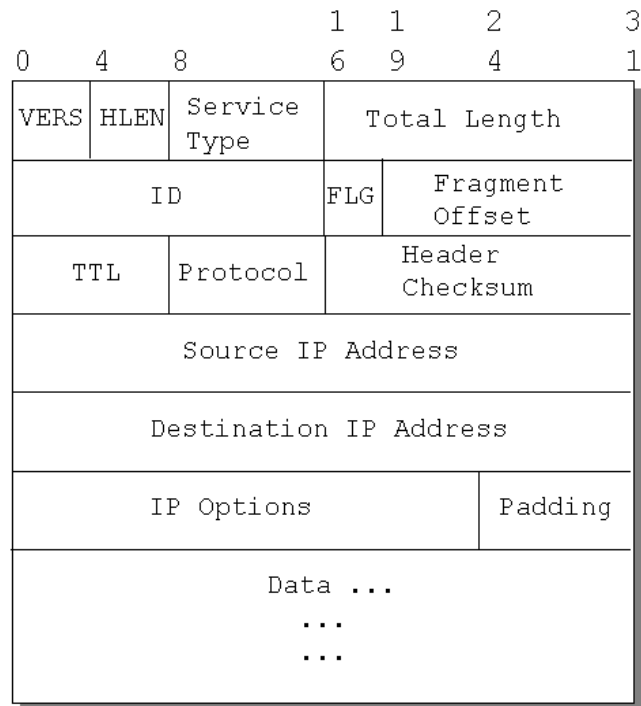 1 1 2 3
0 4 8 6 9 4 1
VERS HLEN Service Type Total Length
ID FLG Fragment Offset
TTL Protocol Header Checksum
Source IP Address
Destination IP Address
IP Options Padding
Data ...
...
...